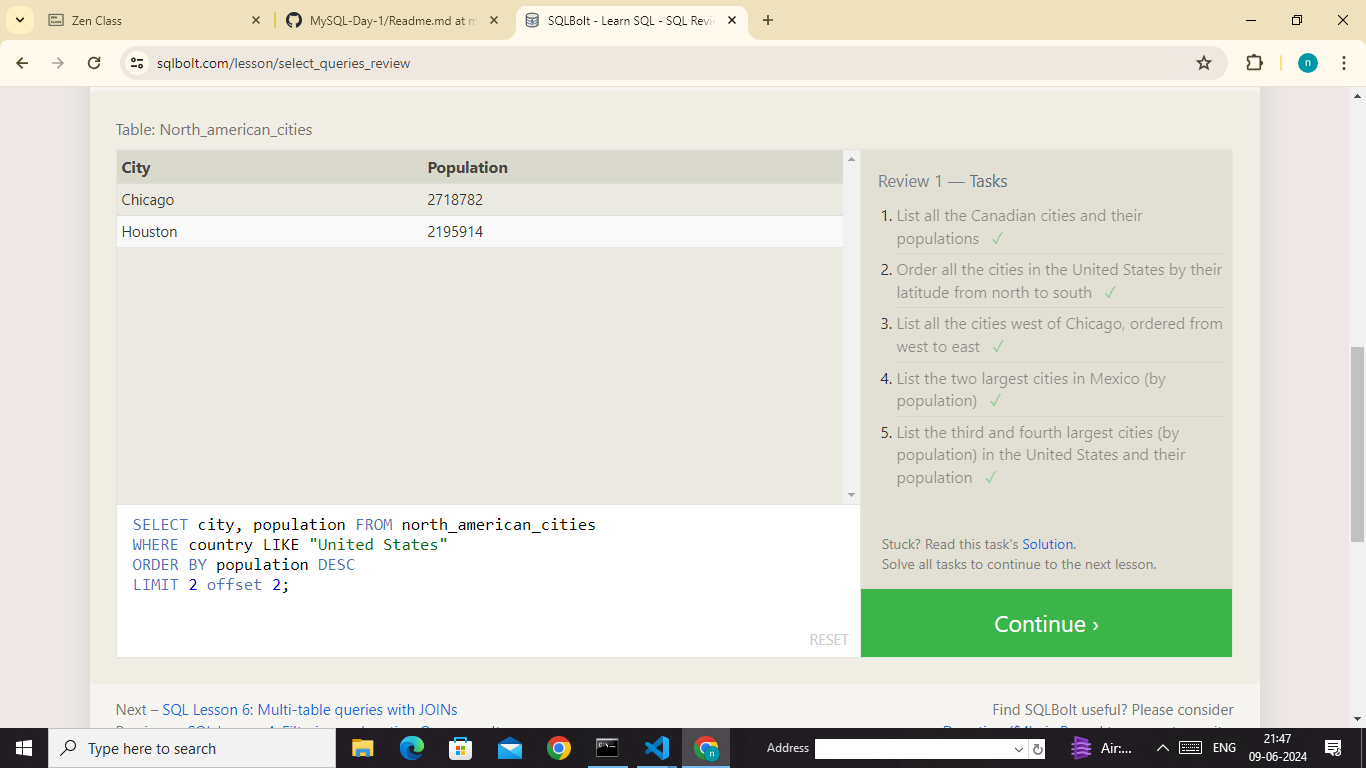 Zen Class
MySQL-Day-1/Readme.md at m
SQLBolt - Learn SQL - SQL Revie
sqlbolt.com/lesson/select_queries_review
n
Table: North_american_cities
City Population
Chicago 2718782
Houston 2195914
Review 1 — Tasks
1. List all the Canadian cities and their
populations ✓
2. Order all the cities in the United States by their
latitude from north to south ✓
3. List all the cities west of Chicago, ordered from
west to east ✓
4. List the two largest cities in Mexico (by
population) ✓
5. List the third and fourth largest cities (by
population) in the United States and their
population ✓
SELECT city, population FROM north_american_cities
WHERE country LIKE "United States"
ORDER BY population DESC
LIMIT 2 offset 2;
RESET
Stuck? Read this task's Solution.
Solve all tasks to continue to the next lesson.
Continue ›
Next – SQL Lesson 6: Multi-table queries with JOINs
Find SQLBolt useful? Please consider
Type here to search
Address
Air:...
ENG
21:47
09-06-2024